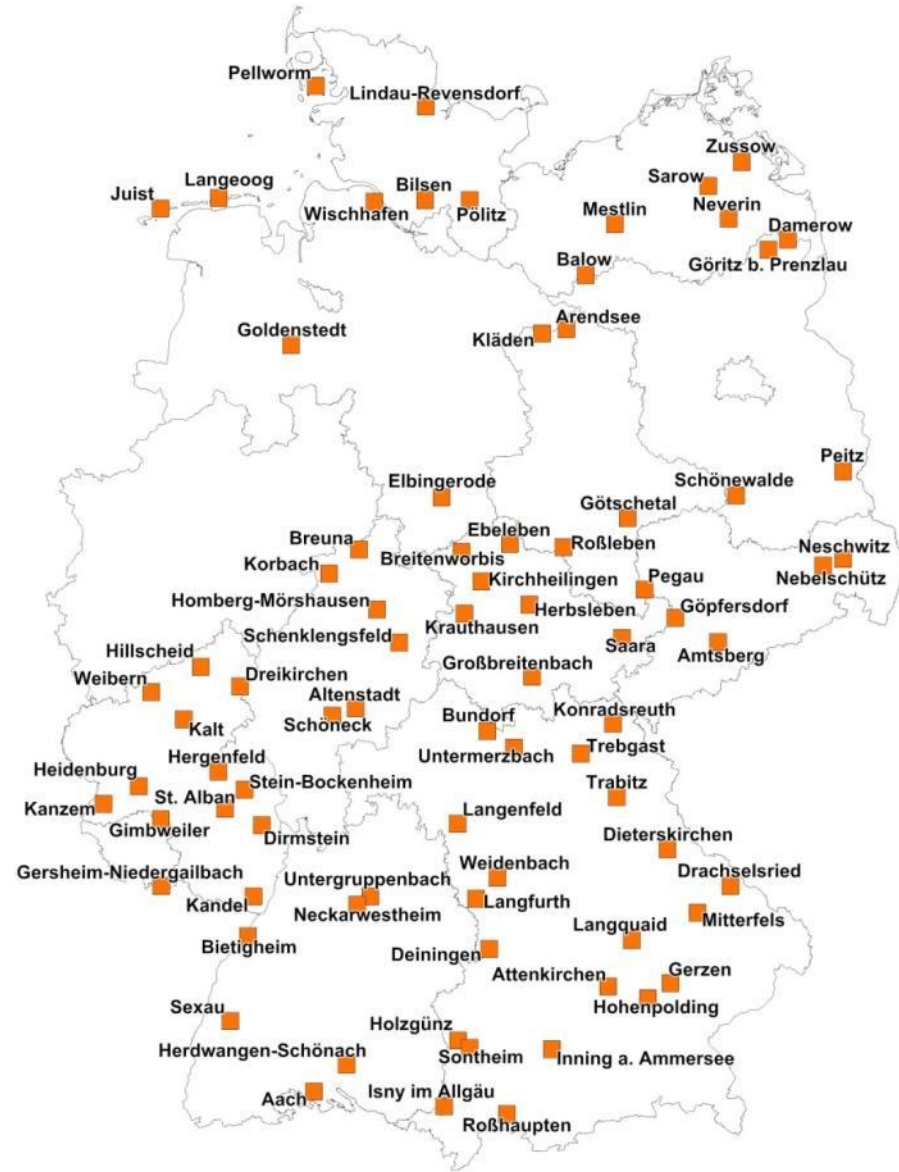 Pellworm
Lindau-Revensdorf
Zussow
Sarow
Langeoog
Juist
Bilsen
Wischhafen
Pölitz
Neverin
Mestlin
Damerow
Göritz b. Prenzlau
Balow
Arendsee
Kläden
Goldenstedt
Peitz
Elbingerode
Schönewalde
Götschetal
Ebeleben
Breuna
Roßleben
Neschwitz
Breitenworbis
Korbach
Nebelschütz
Kirchheilingen
Pegau
Homberg-Mörshausen
Herbsleben
Göpfersdorf
Krauthausen
Schenklengsfeld
Saara
Amtsberg
Hillscheid
Großbreitenbach
Weibern
Dreikirchen
Altenstadt
Konradsreuth
Schöneck
Bundorf
Kalt
Untermerzbach
Trebgast
Hergenfeld
Heidenburg
Stein-Bockenheim
Trabitz
St. Alban
Kanzem
Langenfeld
Gimbweiler
Dirmstein
Dieterskirchen
Weidenbach
Gersheim-Niedergailbach
Untergruppenbach
Drachselsried
Kandel
Langfurth
Neckarwestheim
Mitterfels
Langquaid
Bietigheim
Deiningen
Attenkirchen
Gerzen
Hohenpolding
Sexau
Holzgünz
Herdwangen-Schönach
Sontheim
Inning a. Ammersee
Isny im Allgäu
Aach
Roßhaupten